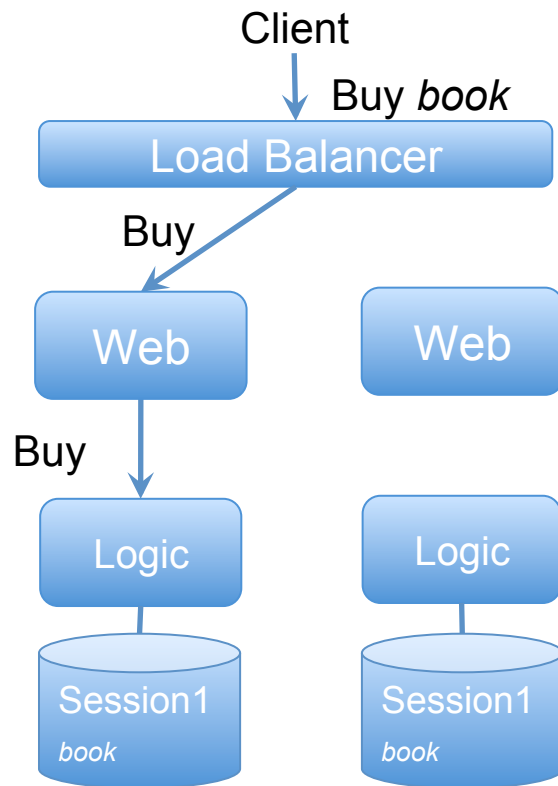 Client
Buy book
Load Balancer
Buy
Web
Web
Buy
Logic
Logic
Session1
book
Session1
book